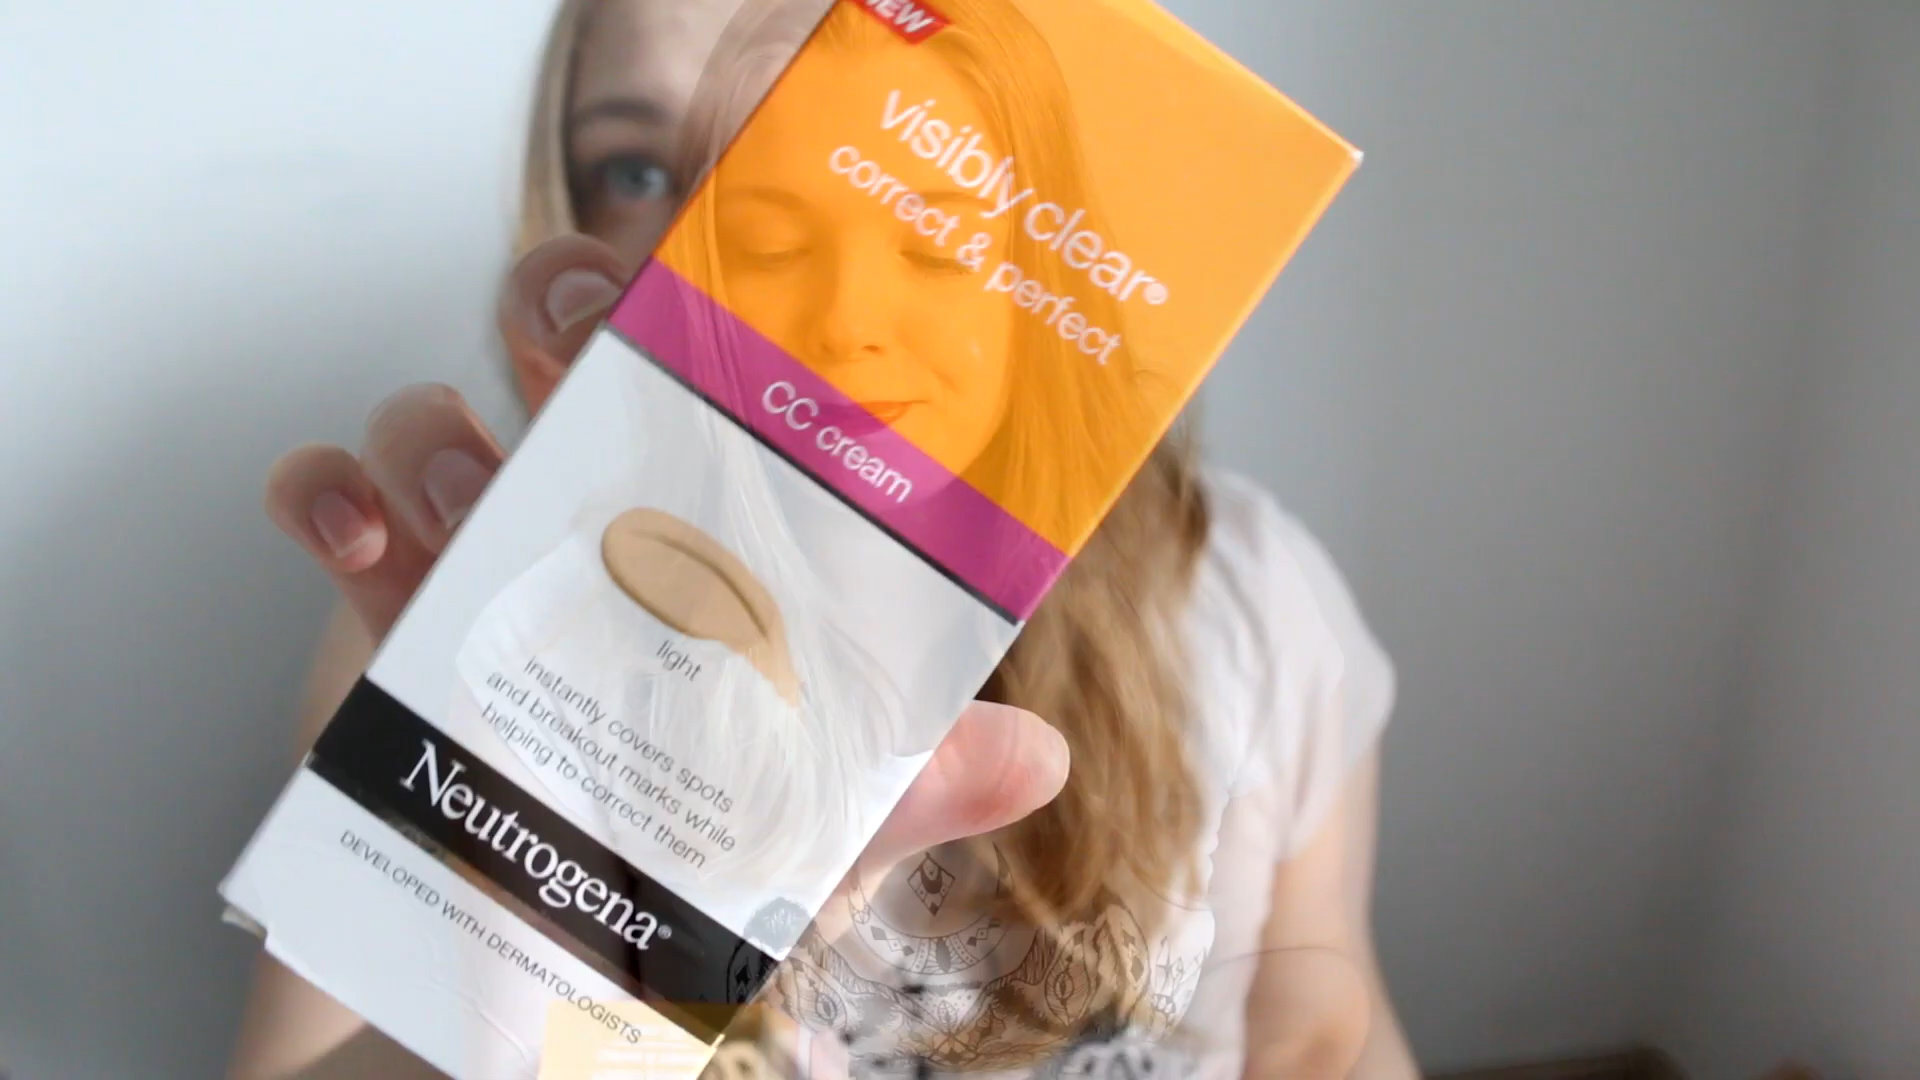 NEW
visibly clear®
correct & perfect
CC cream
light
instantly covers spots
and breakout marks while
helping to correct them
Neutrogena®
DEVELOPED WITH DERMATOLOGISTS